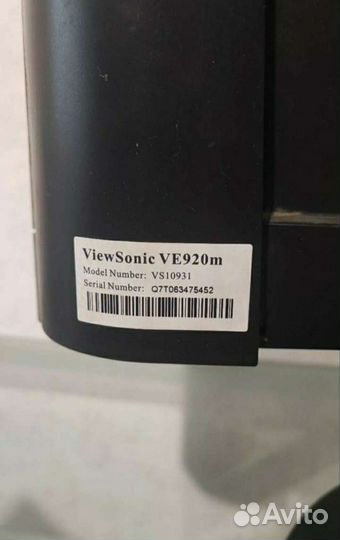 ViewSonic VE920m
Model Number: VS10931
Serial Number: Q7T063475452
Avito